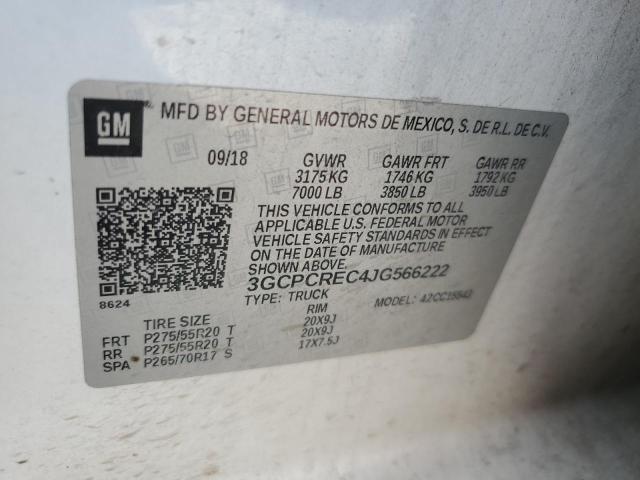 GM
MFD BY GENERAL MOTORS DE MEXICO, S. DE R.L. DE C.V.
09/18 GVWR GAWR FRT GAWR RR
3175 KG 1746 KG 1792 KG
7000 LB 3850 LB 3950 LB
THIS VEHICLE CONFORMS TO ALL
APPLICABLE U.S. FEDERAL MOTOR
VEHICLE SAFETY STANDARDS IN EFFECT
ON THE DATE OF MANUFACTURE
SHOWN ABOVE.
3GCPCREC4JG566222
8624
TYPE: TRUCK MODEL: 42CC15543
TIRE SIZE RIM
FRT P275/55R20 T 20X9J
RR P275/55R20 T 20X9J
SPA P265/70R17 S 17X7.5J